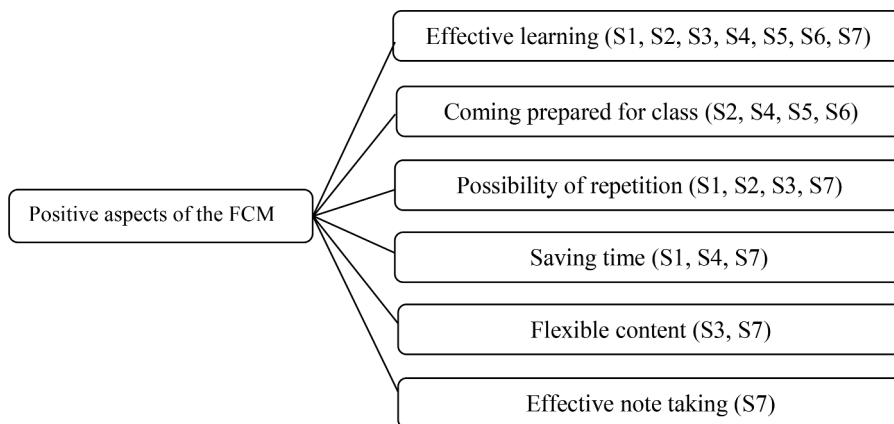 Effective learning (S1, S2, S3, S4, S5, S6, S7)
Coming prepared for class (S2, S4, S5, S6)
Possibility of repetition (S1, S2, S3, S7)
Positive aspects of the FCM
Saving time (S1, S4, S7)
Flexible content (S3, S7)
Effective note taking (S7)